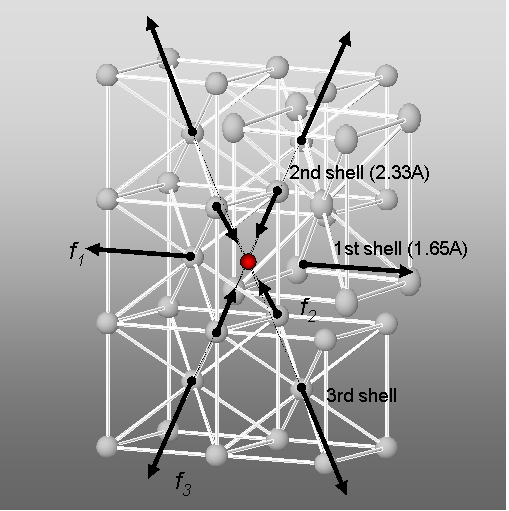 2nd shell (2.33A)
f1
1st shell (1.65A)
f2
3rd shell
f3